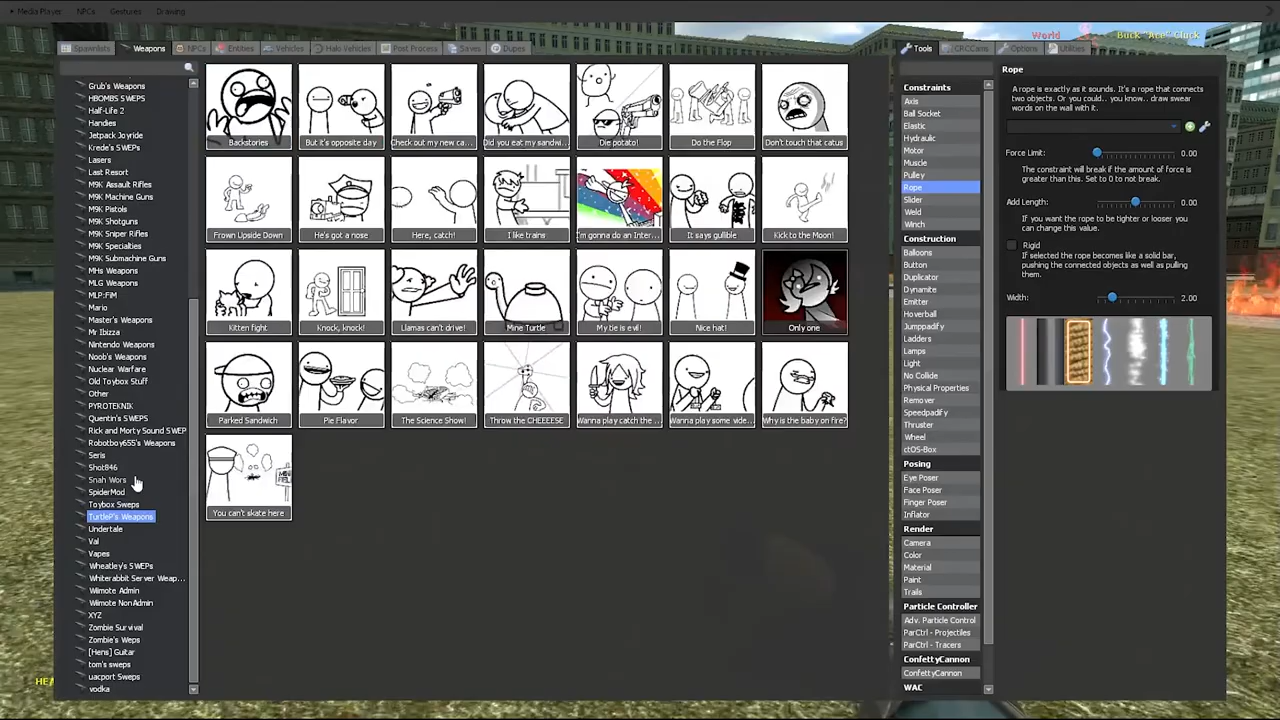 Media Player NPCs Gestures Drawing
World Buck "Ace" Cluck
Spawnlists Weapons NPCs Entities Vehicles Halo Vehicles Post Process Saves Dupes
Grub's Weapons
HBOMBS SWEPS
Half-Life 2
Handies
Jetpack Joyride
Krede's SWEPS
Lasers
Last Resort
M9K Assault Rifles
M9K Machine Guns
M9K Pistols
M9K Shotguns
M9K Sniper Rifles
M9K Specialties
M9K Submachine Guns
MHs Weapons
MLG Weapons
MLP:FiM
Mario
Master's Weapons
Mr Ibizza
Nintendo Weapons
Noob's Weapons
Nuclear Warfare
Old Toybox Stuff
Other
PYROTEKNIK
Quentin's SWEPS
Rick and Morty Sound SWEP
Robotboy655's Weapons
Seris
Shot846
Snah Wors
SpiderMod
Toybox Sweps
TurtleP's Weapons
Undertale
Val
Vapes
Wheatley's SWEPs
Whiterabbit Server Weap...
Wilmote Admin
Wilmote NonAdmin
XYZ
Zombie Survival
Zombie's Weps
[Hens] Guitar
tom's sweps
uacport Sweps
vodka
Backstories
But it's opposite day
Check out my new ca...
Did you eat my sandwi...
Die potato!
Do the Flop
Don't touch that catus
Frown Upside Down
He's got a nose
Here, catch!
I like trains
I'm gonna do an Inter...
It says gullible
Kick to the Moon!
Kitten fight
Knock, knock!
Llamas can't drive!
Mine Turtle
My tie is evil!
Nice hat!
Only one
Parked Sandwich
Pie Flavor
The Science Show!
Throw the CHEEEESE
Wanna play catch the ...
Wanna play some vide...
Why is the baby on fire?
You can't skate here
Tools CRCCams Options Utilities
Constraints
Axis
Ball Socket
Elastic
Hydraulic
Motor
Muscle
Pulley
Rope
Slider
Weld
Winch
Construction
Balloons
Button
Duplicator
Dynamite
Emitter
Hoverball
Jumppadify
Ladders
Lamps
Light
No Collide
Physical Properties
Remover
Speedpadify
Thruster
Wheel
ctOS-Box
Posing
Eye Poser
Face Poser
Finger Poser
Inflator
Render
Camera
Color
Material
Paint
Trails
Particle Controller
Adv. Particle Control
ParCtrl - Projectiles
ParCtrl - Tracers
ConfettyCannon
ConfettyCannon
WAC
Rope
A rope is exactly as it sounds. It's a rope that connects
two objects. Or you could.. you know.. draw swear
words on the wall with it.
Force Limit: 0.00
The constraint will break if the amount of force is
greater than this. Set to 0 to not break.
Add Length: 0.00
If you want the rope to be tighter or looser you
can change this value.
Rigid
If selected the rope becomes like a solid bar,
pushing the connected objects as well as pulling
them.
Width: 2.00